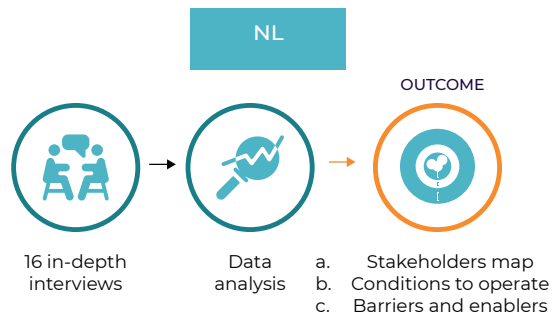 NL
OUTCOME
16 in-depth
interviews
Data
analysis
a. Stakeholders map
b. Conditions to operate
c. Barriers and enablers